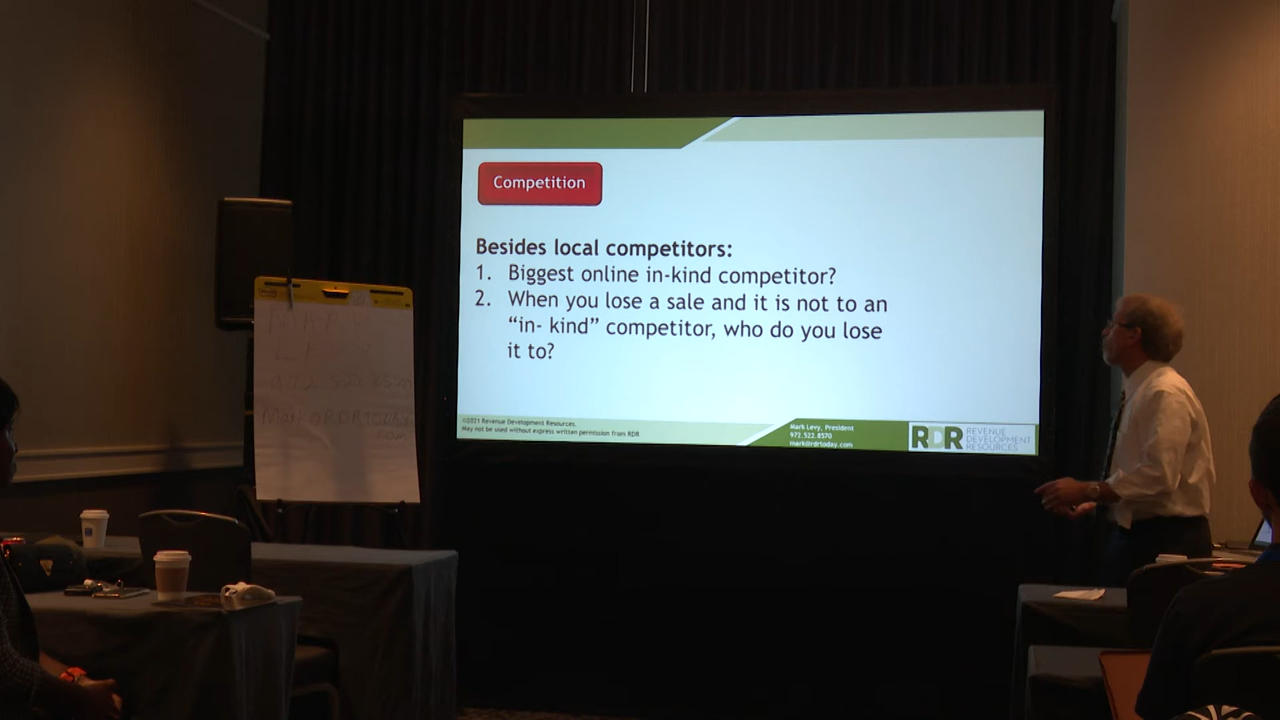 Competition
Besides local competitors:
1. Biggest online in-kind competitor?
2. When you lose a sale and it is not to an
“in- kind” competitor, who do you lose
it to?
©2021 Revenue Development Resources.
May not be used without express written permission from RDR
Mark Levy, President
972.522.8570
mark@rdrtoday.com
RDR
REVENUE
DEVELOPMENT
RESOURCES
MARK